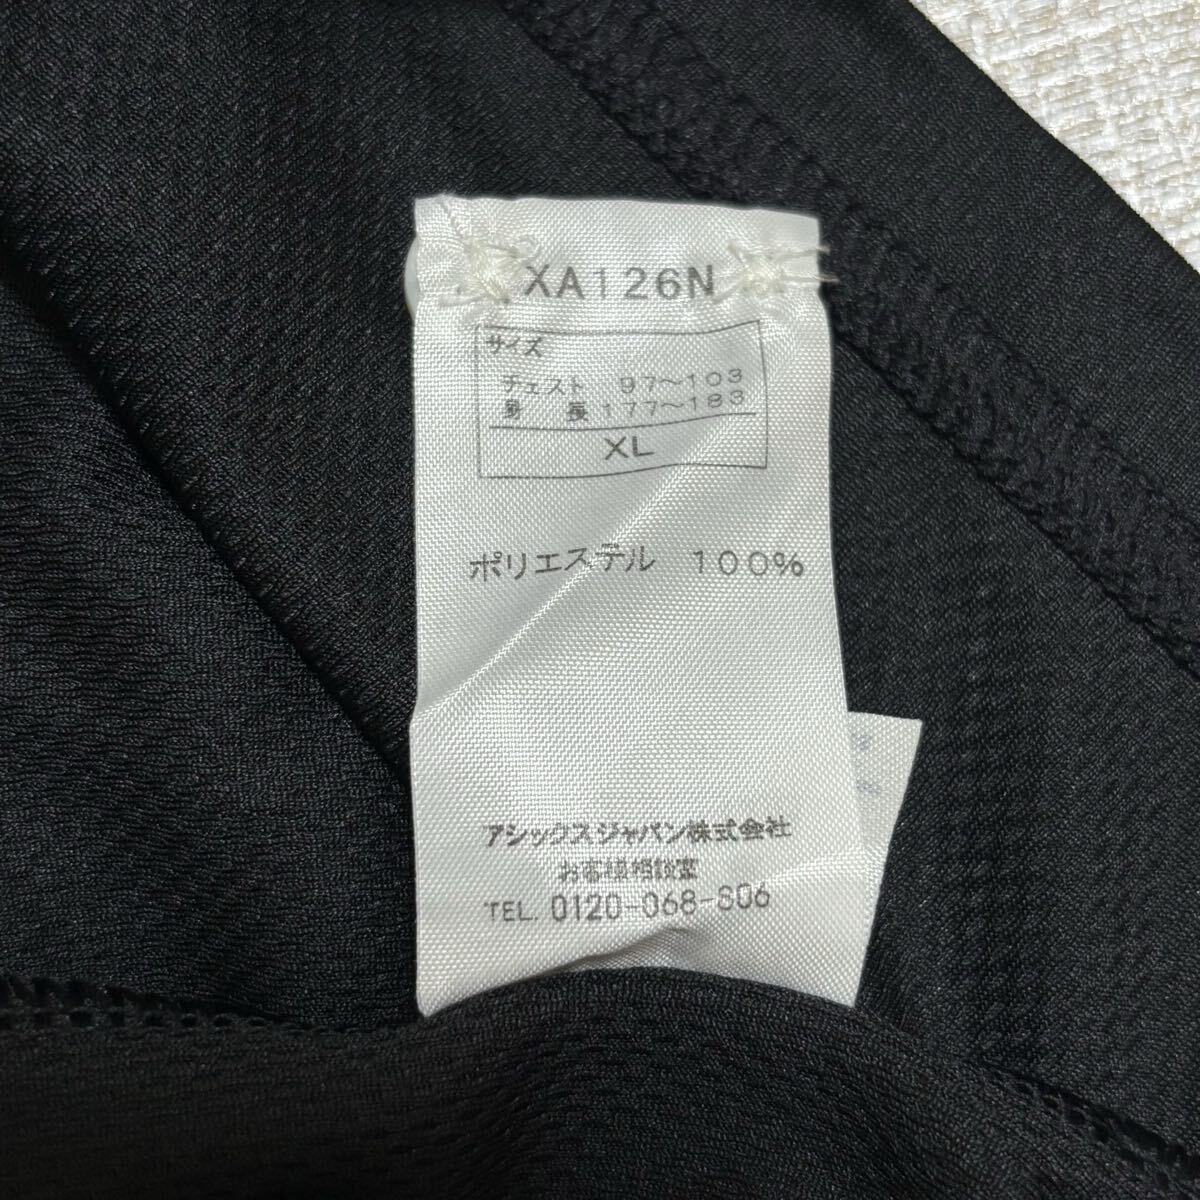 XA126N
サイズ
チェスト 97～103
身 長 177～183
XL
ポリエステル 100%
アシックスジャパン株式会社
お客様相談室
TEL. 0120-068-806